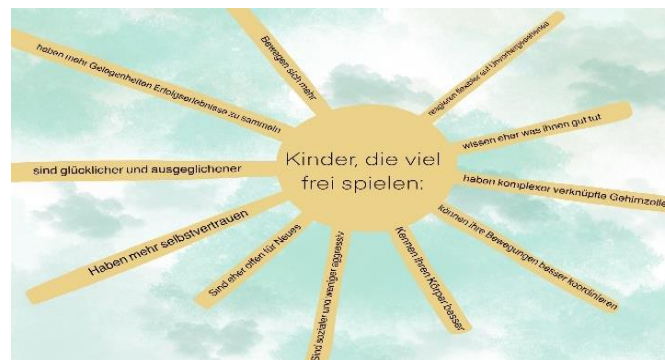 Kinder, die viel
frei spielen:
Bewegen sich mehr
reagieren flexibler auf Unvorhergesehenes
wissen eher was ihnen gut tut
haben komplexer verknüpfte Gehirnzolle
können ihre Bewegungen besser koordinieren
Kennen ihren Körper besser
Sind sozialer und weniger aggressiv
Sind eher offen für Neues
Haben mehr selbstvertrauen
sind glücklicher und ausgeglichener
haben mehr Gelegenheiten Erfolgserlebnisse zu sammeln